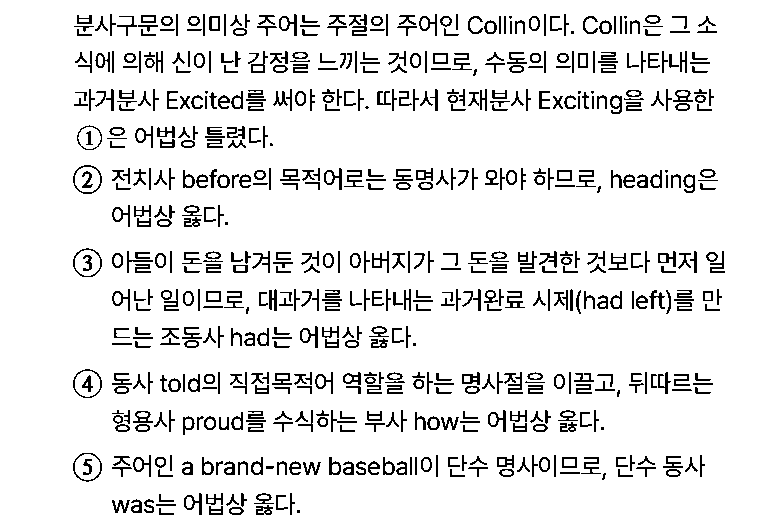 분사구문의 의미상 주어는 주절의 주어인 Collin이다. Collin은 그 소
식에 의해 신이 난 감정을 느끼는 것이므로, 수동의 의미를 나타내는
과거분사 Excited를 써야 한다. 따라서 현재분사 Exciting을 사용한
①은 어법상 틀렸다.
② 전치사 before의 목적어로는 동명사가 와야 하므로, heading은
어법상 옳다.
③ 아들이 돈을 남겨둔 것이 아버지가 그 돈을 발견한 것보다 먼저 일
어난 일이므로, 대과거를 나타내는 과거완료 시제(had left)를 만
드는 조동사 had는 어법상 옳다.
④ 동사 told의 직접목적어 역할을 하는 명사절을 이끌고, 뒤따르는
형용사 proud를 수식하는 부사 how는 어법상 옳다.
⑤ 주어인 a brand-new baseball이 단수 명사이므로, 단수 동사
was는 어법상 옳다.